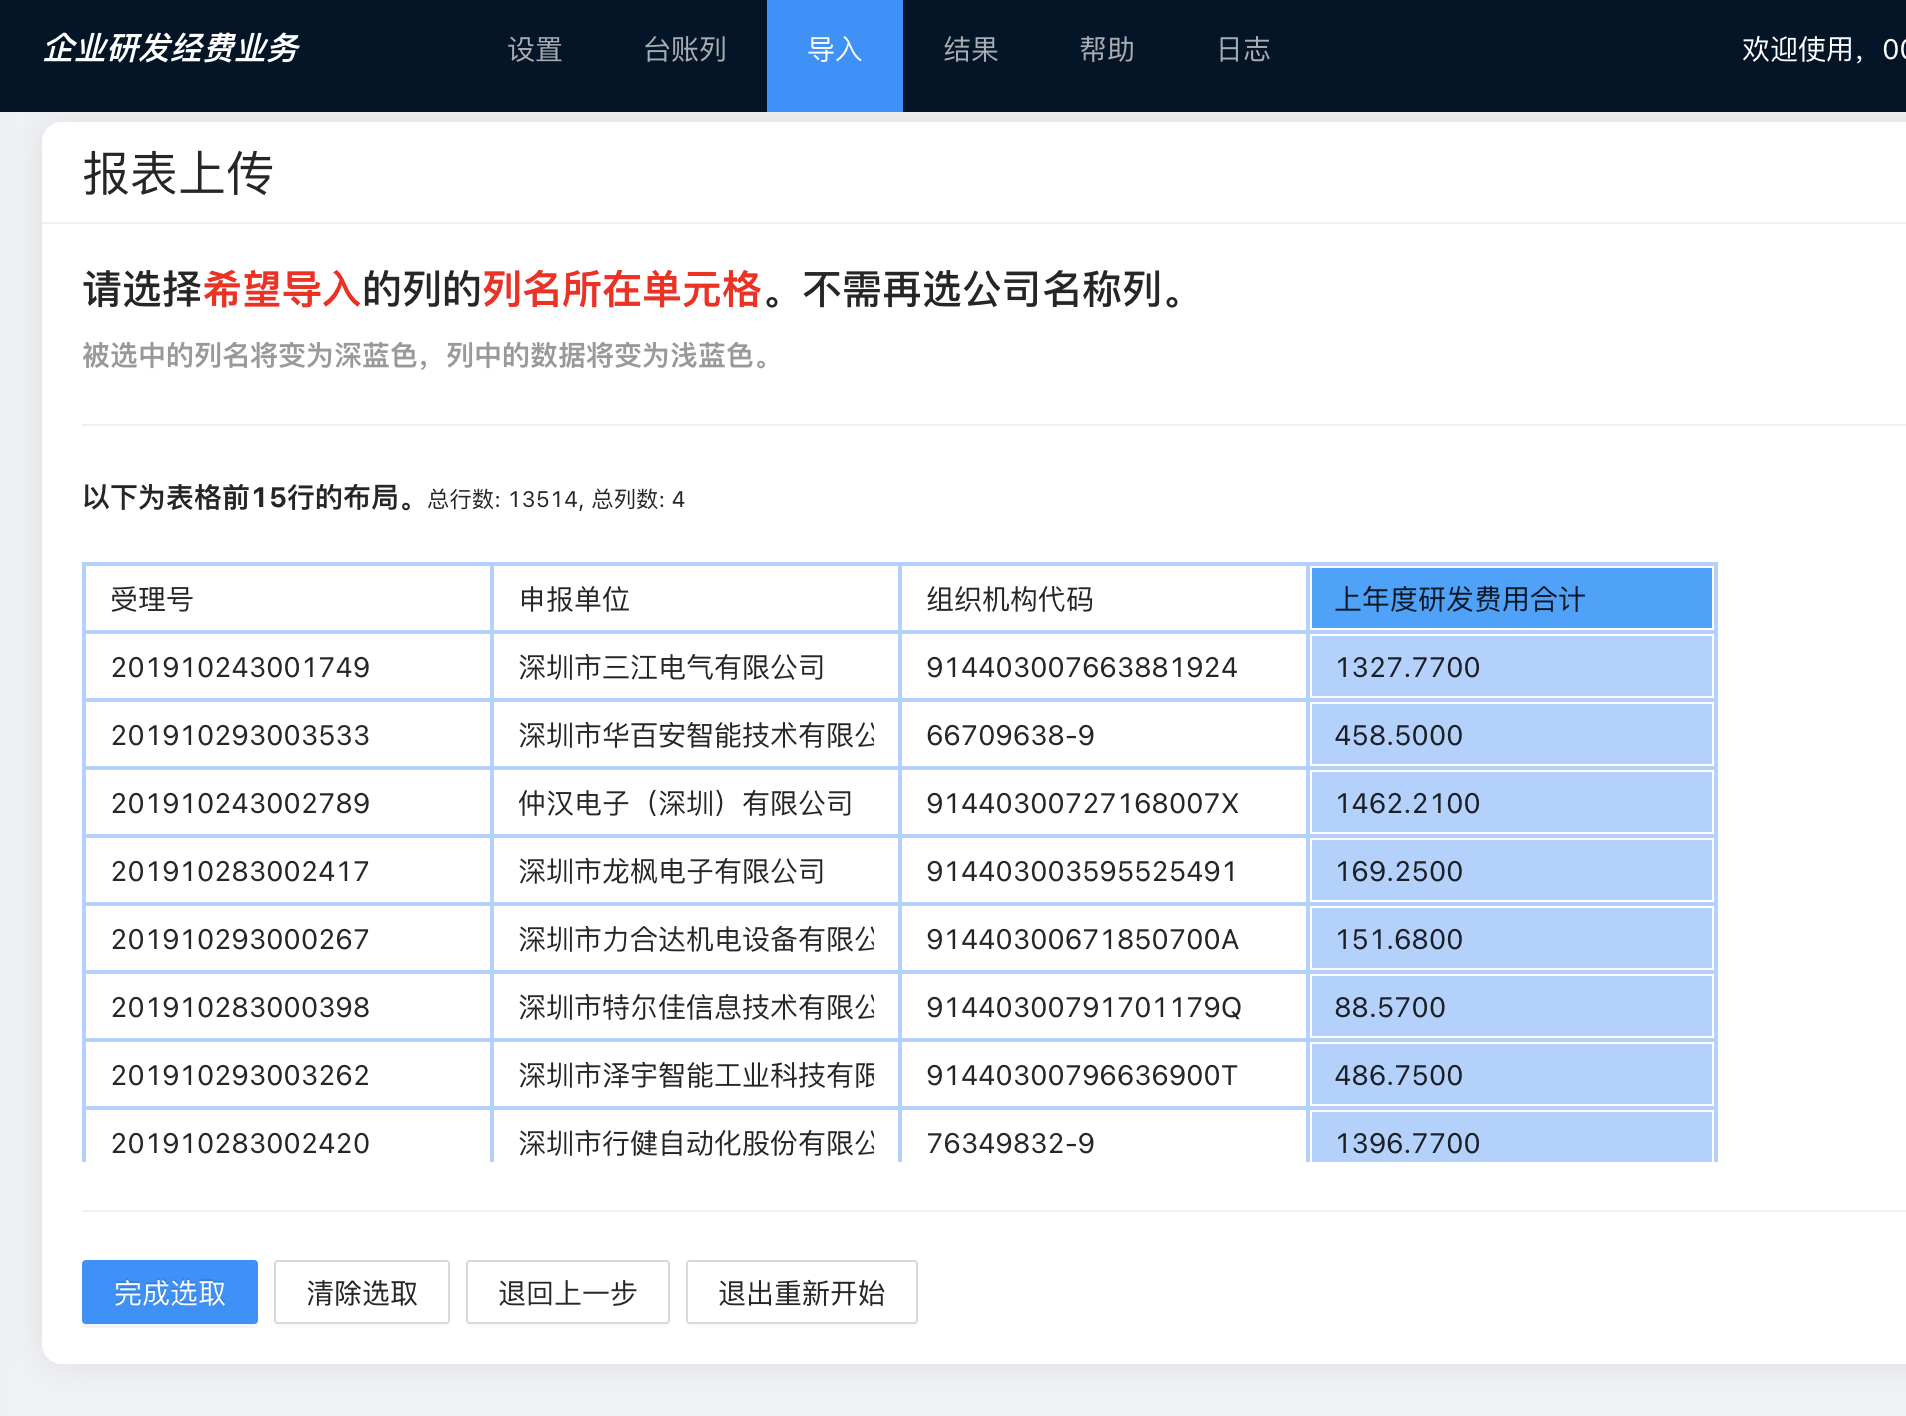 企业研发经费业务 设置 台账列 导入 结果 帮助 日志 欢迎使用，
报表上传
请选择希望导入的列的列名所在单元格。不需再选公司名称列。
被选中的列名将变为深蓝色，列中的数据将变为浅蓝色。
以下为表格前15行的布局。总行数: 13514, 总列数: 4
受理号 申报单位 组织机构代码 上年度研发费用合计
201910243001749 深圳市三江电气有限公司 914403007663881924 1327.7700
201910293003533 深圳市华百安智能技术有限公 66709638-9 458.5000
201910243002789 仲汉电子（深圳）有限公司 91440300727168007X 1462.2100
201910283002417 深圳市龙枫电子有限公司 914403003595525491 169.2500
201910293000267 深圳市力合达机电设备有限公 91440300671850700A 151.6800
201910283000398 深圳市特尔佳信息技术有限公 91440300791701179Q 88.5700
201910293003262 深圳市泽宇智能工业科技有限 91440300796636900T 486.7500
201910283002420 深圳市行健自动化股份有限公 76349832-9 1396.7700
完成选取 清除选取 退回上一步 退出重新开始